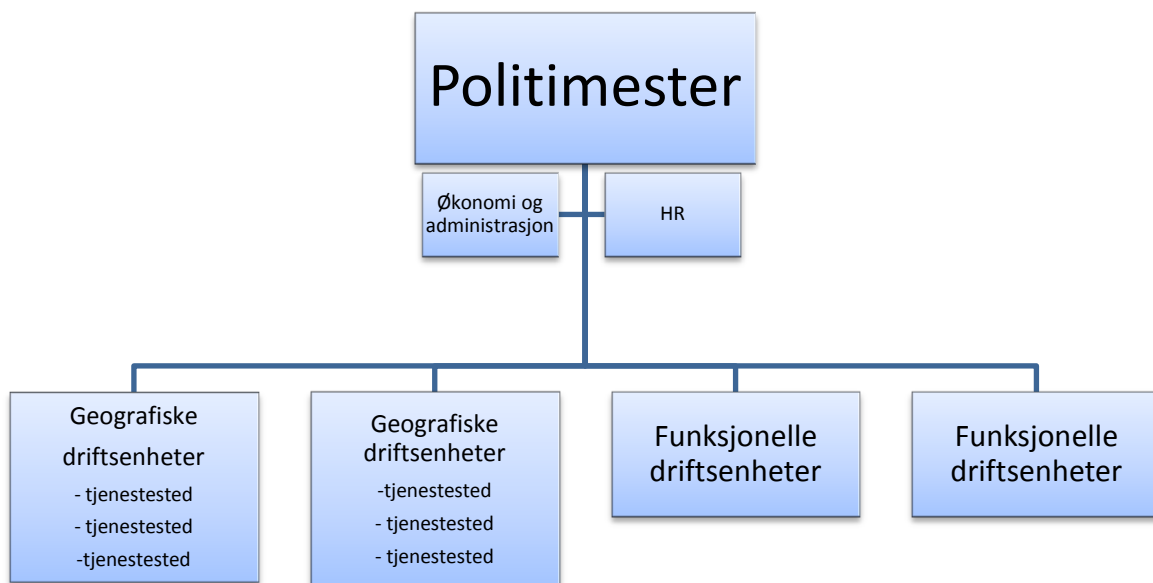 Politimester
Økonomi og
administrasjon
HR
Geografiske
driftsenheter
- tjenestested
- tjenestested
-tjenestested
Geografiske
driftsenheter
-tjenestested
- tjenestested
- tjenestested
Funksjonelle
driftsenheter
Funksjonelle
driftsenheter